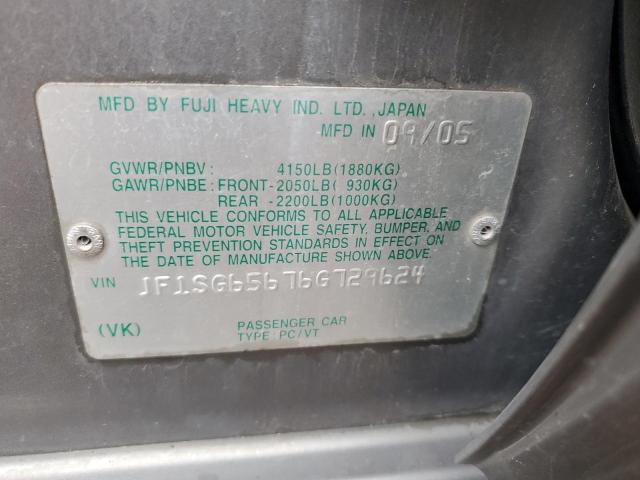 MFD BY FUJI HEAVY IND. LTD., JAPAN
MFD IN 09/05
GVWR/PNBV: 4150LB(1880KG)
GAWR/PNBE: FRONT-2050LB( 930KG)
REAR -2200LB(1000KG)
THIS VEHICLE CONFORMS TO ALL APPLICABLE
FEDERAL MOTOR VEHICLE SAFETY, BUMPER, AND
THEFT PREVENTION STANDARDS IN EFFECT ON
THE DATE OF MANUFACTURE SHOWN ABOVE.
VIN JF1SG65676G729624
PASSENGER CAR
(VK) TYPE: PC/VT